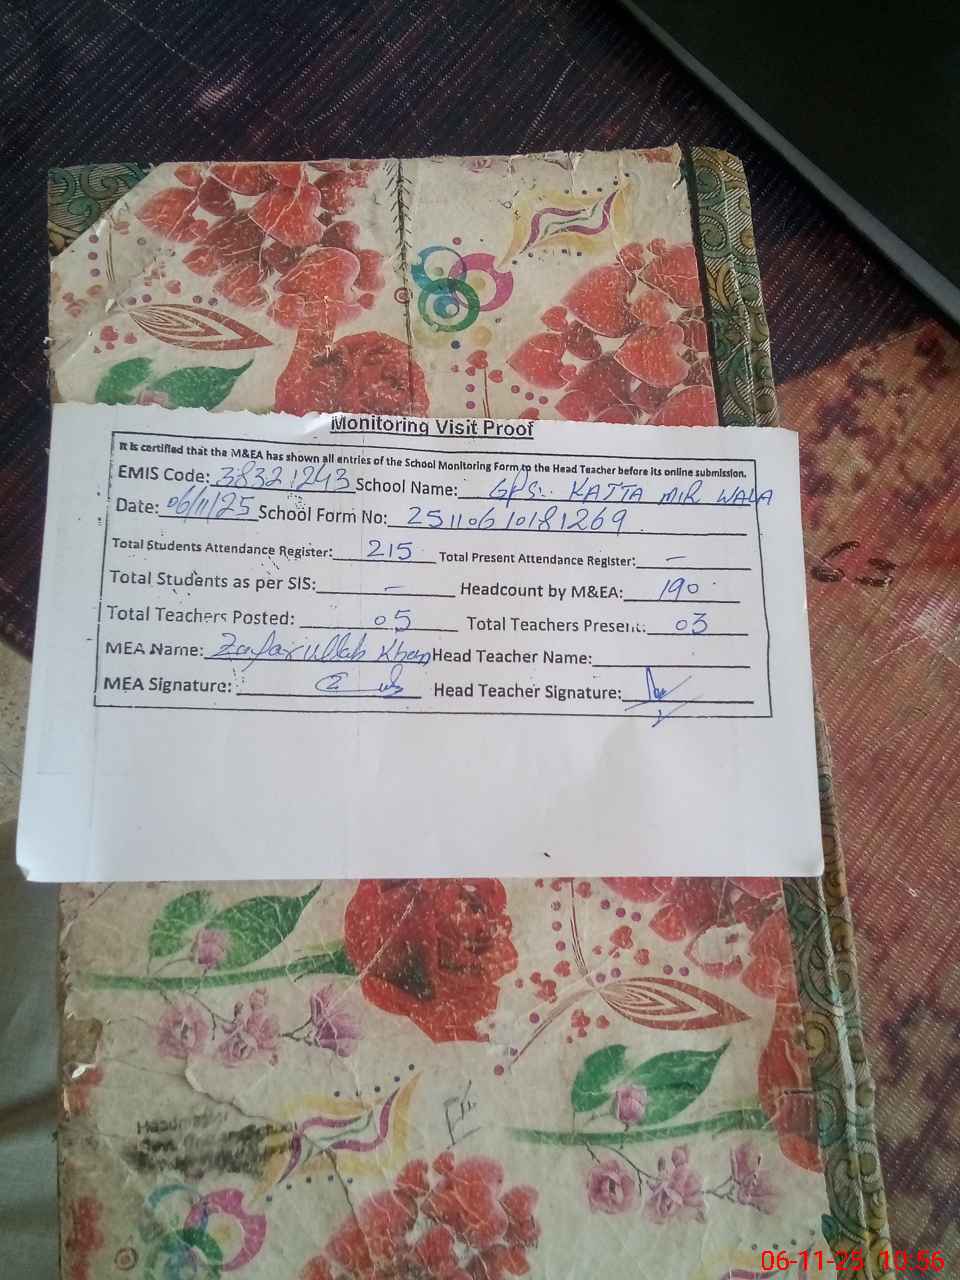 Monitoring Visit Proof
It is certified that the M&EA has shown all entries of the School Monitoring Form to the Head Teacher before its online submission.
EMIS Code: 38321243 School Name: GPS. KATTA MIR WALA
Date: 06/11/25 School Form No: 25110610181269
Total Students Attendance Register: 215 Total Present Attendance Register: -
Total Students as per SIS: - Headcount by M&EA: 190
Total Teachers Posted: 05 Total Teachers Present: 03
MEA Name: Zafarullah Khan Head Teacher Name:
MEA Signature: Head Teacher Signature:
06-11-25 10:56